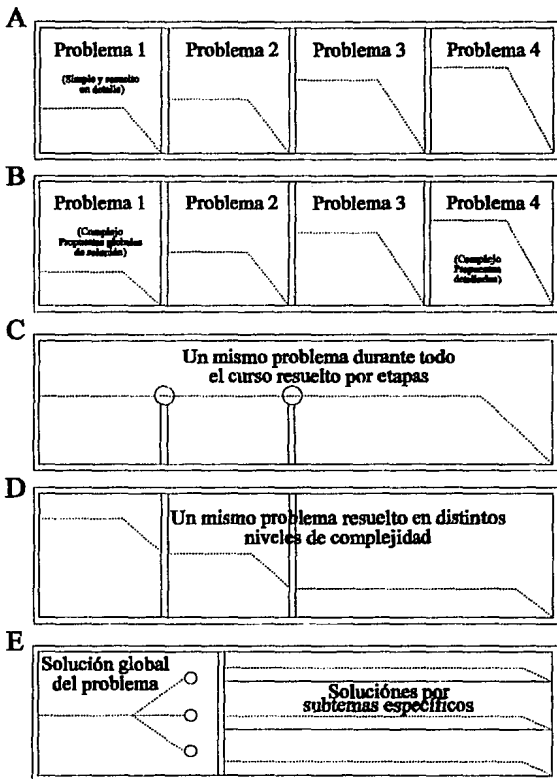 A
Problema 1
Problema 2
Problema 3
Problema 4
(Simple y resuelto
en detalle)
B
Problema 1
Problema 2
Problema 3
Problema 4
(Complejo
Propuestas globales
de solución)
(Complejo
Propuestas
detalladas)
C
Un mismo problema durante todo
el curso resuelto por etapas
D
Un mismo problema resuelto en distintos
niveles de complejidad
E
Solución global
del problema
Soluciónes por
subtemas específicos